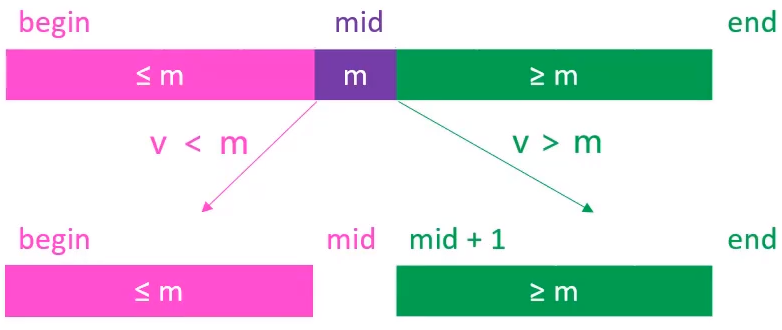 begin mid end
≤ m m ≥ m
v < m v > m
begin mid mid + 1 end
≤ m ≥ m